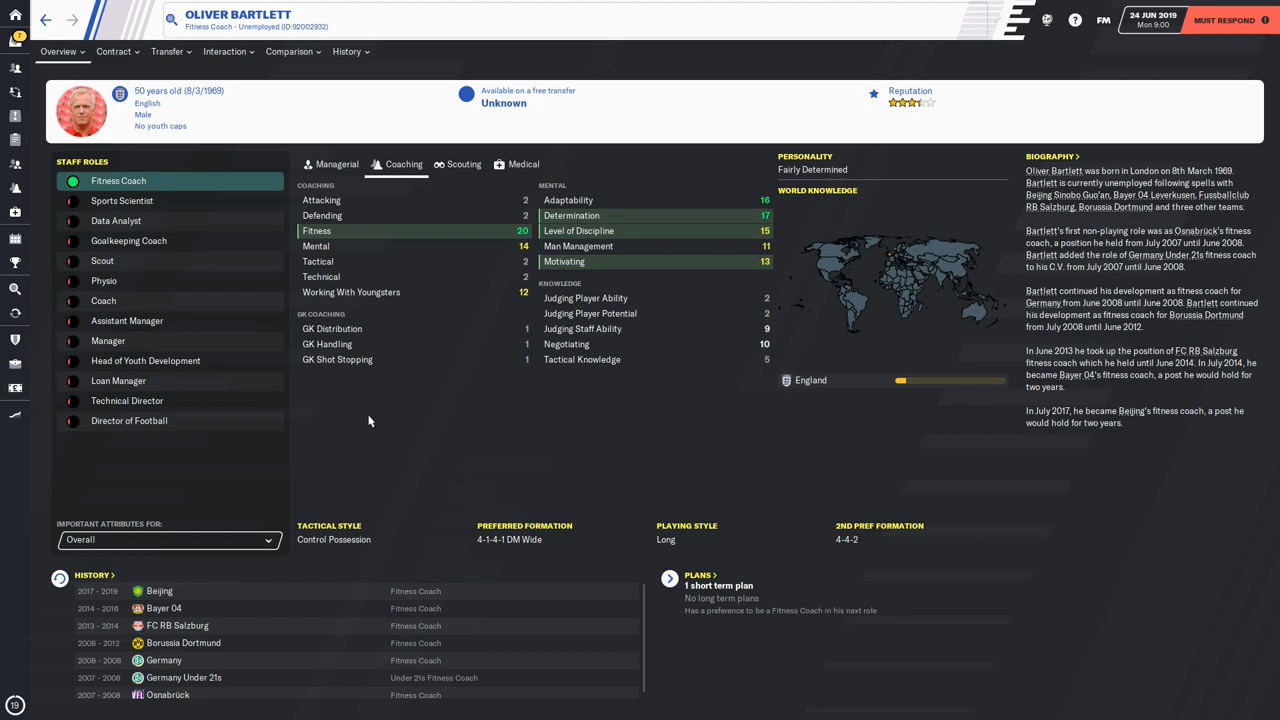 OLIVER BARTLETT
Fitness Coach - Unemployed (ID:92002932)
7
?
FM
24 JUN 2019
Mon 9:00
MUST RESPOND
Overview
Contract
Transfer
Interaction
Comparison
History
50 years old (8/3/1969)
English
Male
No youth caps
Available on a free transfer
Unknown
Reputation
STAFF ROLES
Fitness Coach
Sports Scientist
Data Analyst
Goalkeeping Coach
Scout
Physio
Coach
Assistant Manager
Manager
Head of Youth Development
Loan Manager
Technical Director
Director of Football
IMPORTANT ATTRIBUTES FOR:
Overall
Managerial
Coaching
Scouting
Medical
COACHING
Attacking 2
Defending 2
Fitness 20
Mental 14
Tactical 2
Technical 2
Working With Youngsters 12
GK COACHING
GK Distribution 1
GK Handling 1
GK Shot Stopping 1
MENTAL
Adaptability 16
Determination 17
Level of Discipline 15
Man Management 11
Motivating 13
KNOWLEDGE
Judging Player Ability 2
Judging Player Potential 2
Judging Staff Ability 9
Negotiating 10
Tactical Knowledge 5
PERSONALITY
Fairly Determined
WORLD KNOWLEDGE
England
BIOGRAPHY >
Oliver Bartlett was born in London on 8th March 1969.
Bartlett is currently unemployed following spells with
Beijing Sinobo Guo'an, Bayer 04 Leverkusen, Fussballclub
RB Salzburg, Borussia Dortmund and three other teams.
Bartlett's first non-playing role was as Osnabrück's fitness
coach, a position he held from July 2007 until June 2008.
Bartlett added the role of Germany Under 21s fitness coach
to his C.V. from July 2007 until June 2008.
Bartlett continued his development as fitness coach for
Germany from June 2008 until June 2008. Bartlett continued
his development as fitness coach for Borussia Dortmund
from July 2008 until June 2012.
In June 2013 he took up the position of FC RB Salzburg
fitness coach which he held until June 2014. In July 2014, he
became Bayer 04's fitness coach, a post he would hold for
two years.
In July 2017, he became Beijing's fitness coach, a post he
would hold for two years.
TACTICAL STYLE
Control Possession
PREFERRED FORMATION
4-1-4-1 DM Wide
PLAYING STYLE
Long
2ND PREF FORMATION
4-4-2
HISTORY >
2017 - 2019 Beijing Fitness Coach
2014 - 2016 Bayer 04 Fitness Coach
2013 - 2014 FC RB Salzburg Fitness Coach
2008 - 2012 Borussia Dortmund Fitness Coach
2008 - 2008 Germany Fitness Coach
2007 - 2008 Germany Under 21s Under 21s Fitness Coach
2007 - 2008 Osnabrück Fitness Coach
PLANS >
1 short term plan
No long term plans
Has a preference to be a Fitness Coach in his next role
19